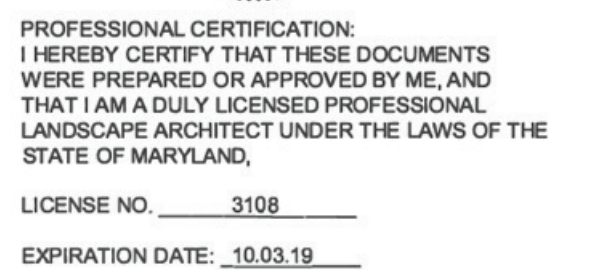 PROFESSIONAL CERTIFICATION:
I HEREBY CERTIFY THAT THESE DOCUMENTS
WERE PREPARED OR APPROVED BY ME, AND
THAT I AM A DULY LICENSED PROFESSIONAL
LANDSCAPE ARCHITECT UNDER THE LAWS OF THE
STATE OF MARYLAND,
LICENSE NO. 3108
EXPIRATION DATE: 10.03.19